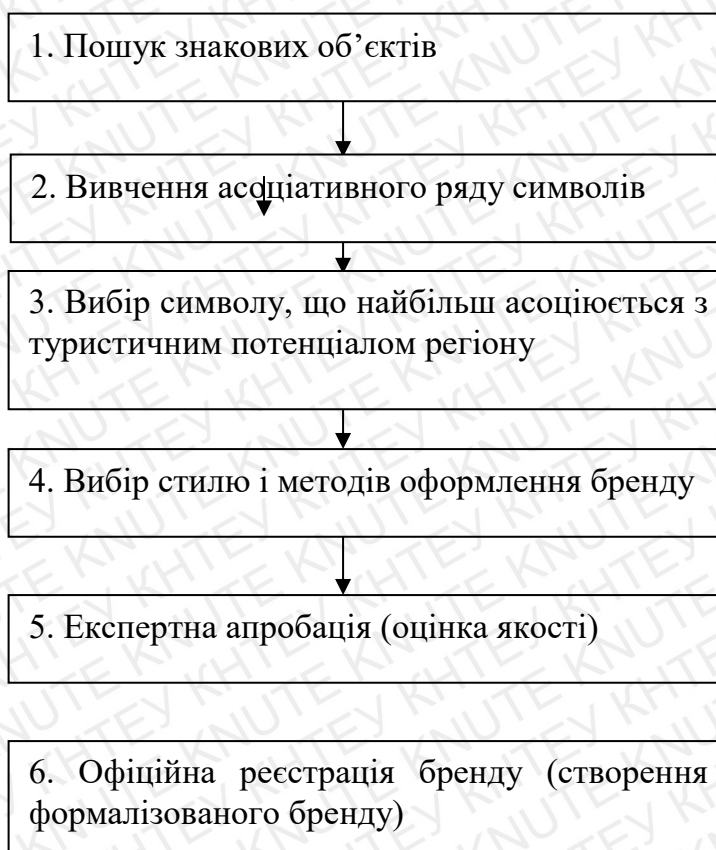 1. Пошук знакових об’єктів
2. Вивчення асоціативного ряду символів
3. Вибір символу, що найбільш асоціюється з
туристичним потенціалом регіону
4. Вибір стилю і методів оформлення бренду
5. Експертна апробація (оцінка якості)
6. Офіційна реєстрація бренду (створення
формалізованого бренду)